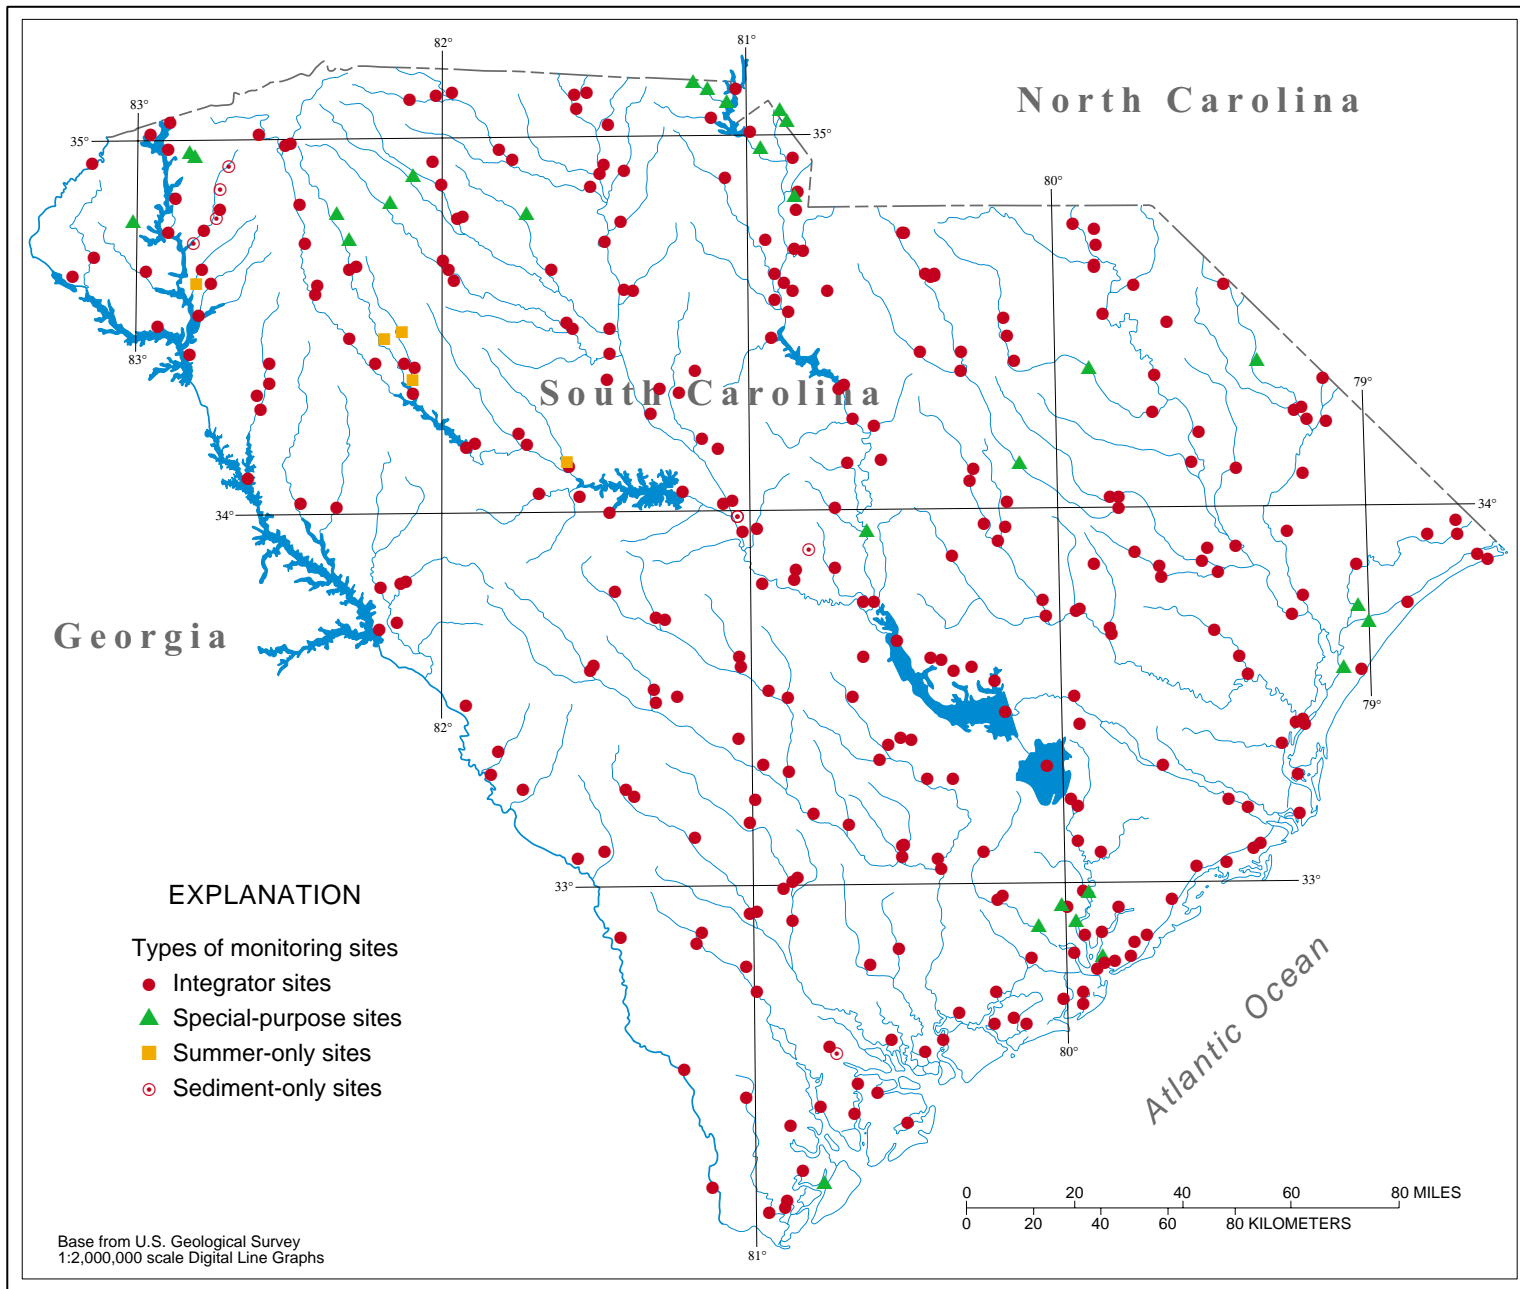 82°
81°
83°
North Carolina
35°
35°
80°
83°
79°
South Carolina
34°
34°
Georgia
79°
82°
33°
33°
EXPLANATION
Types of monitoring sites
Integrator sites
Special-purpose sites
Summer-only sites
Sediment-only sites
80°
Atlantic Ocean
0 20 40 60 80 MILES
0 20 40 60 80 KILOMETERS
81°
Base from U.S. Geological Survey
1:2,000,000 scale Digital Line Graphs